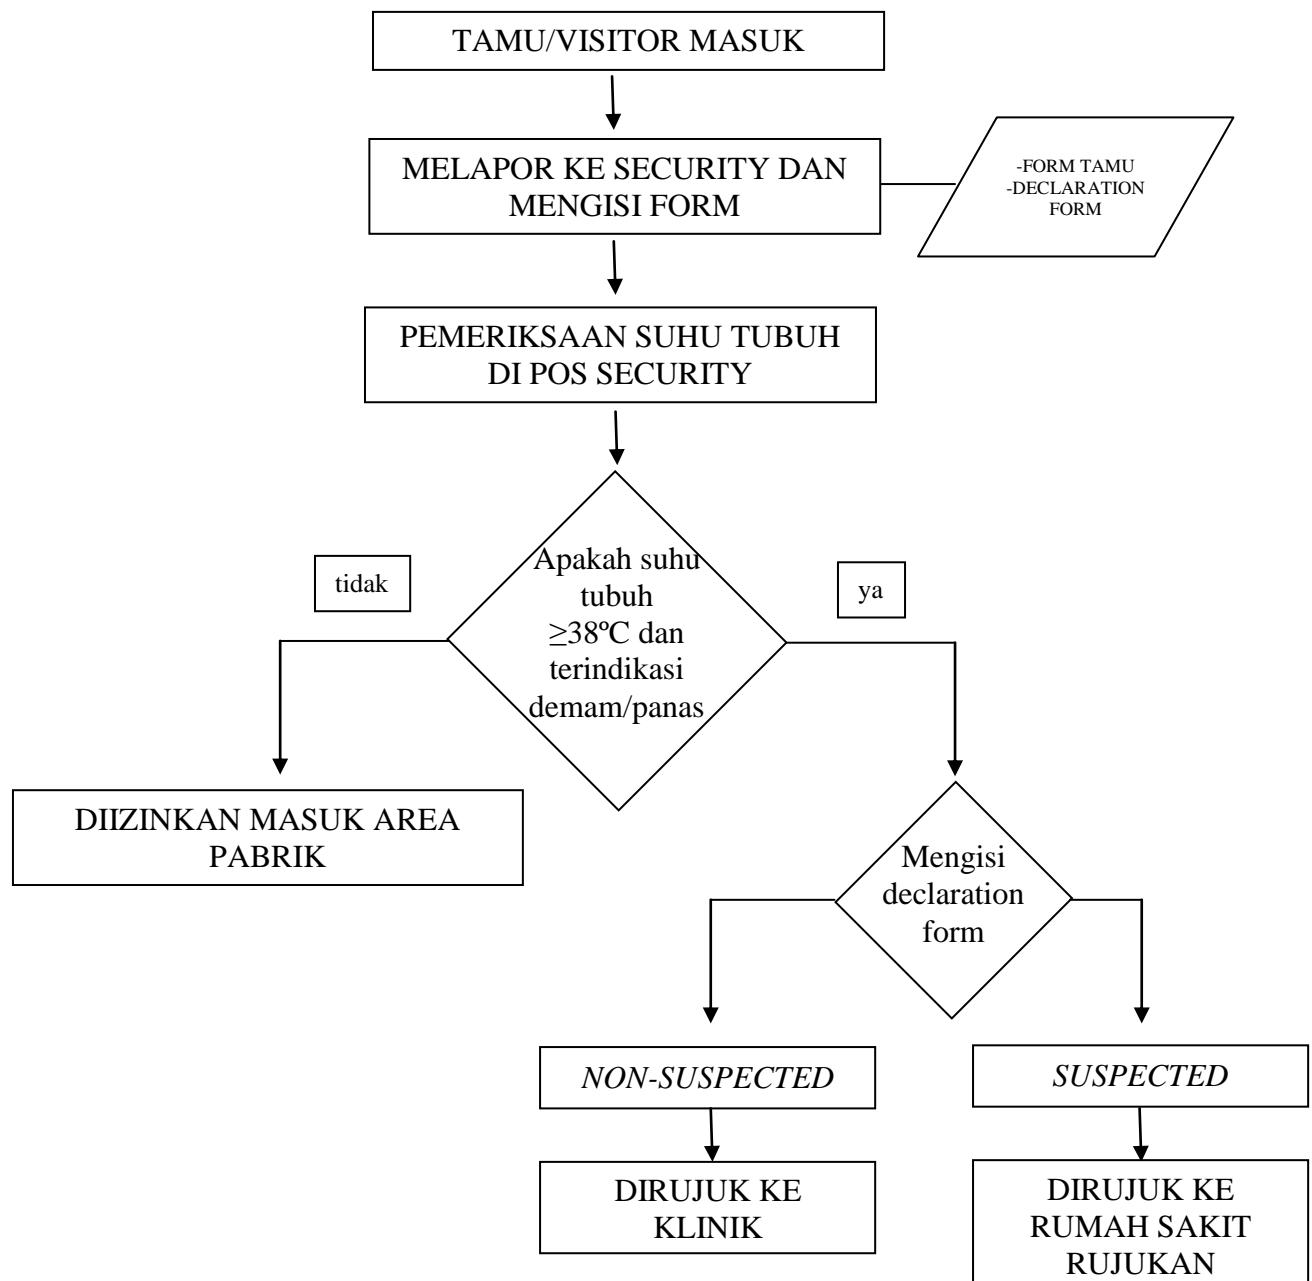 TAMU/VISITOR MASUK
MELAPOR KE SECURITY DAN
MENGISI FORM
-FORM TAMU
-DECLARATION
FORM
PEMERIKSAAN SUHU TUBUH
DI POS SECURITY
tidak
Apakah suhu
tubuh
≥38ºC dan
terindikasi
demam/panas
ya
DIIZINKAN MASUK AREA
PABRIK
Mengisi
declaration
form
NON-SUSPECTED
SUSPECTED
DIRUJUK KE
KLINIK
DIRUJUK KE
RUMAH SAKIT
RUJUKAN